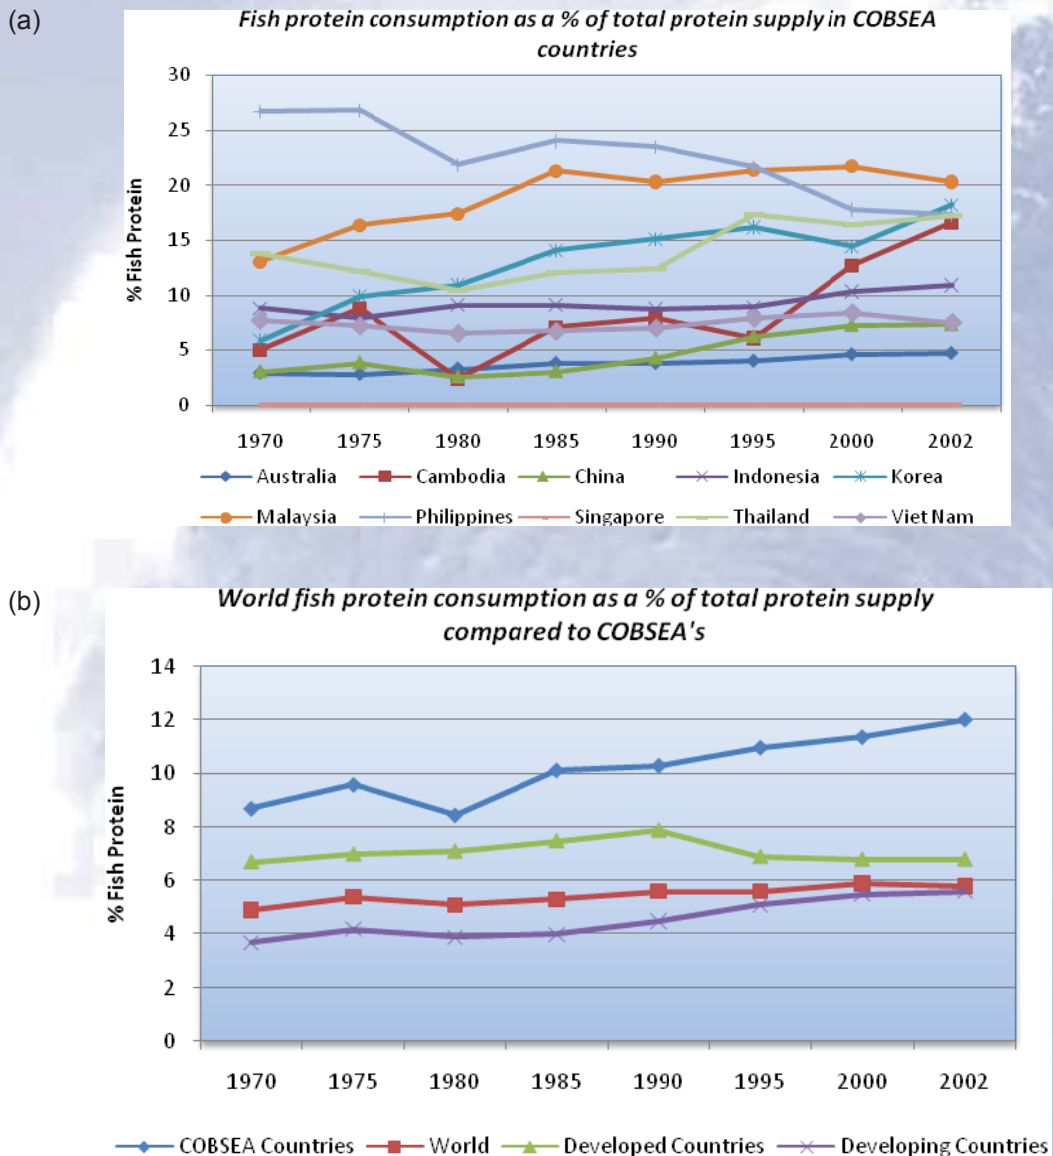 (a)
Fish protein consumption as a % of total protein supply in COBSEA
countries
% Fish Protein
30
25
20
15
10
5
0
1970 1975 1980 1985 1990 1995 2000 2002
Australia Cambodia China Indonesia Korea
Malaysia Philippines Singapore Thailand Viet Nam
(b)
World fish protein consumption as a % of total protein supply
compared to COBSEA's
% Fish Protein
14
12
10
8
6
4
2
0
1970 1975 1980 1985 1990 1995 2000 2002
COBSEA Countries World Developed Countries Developing Countries